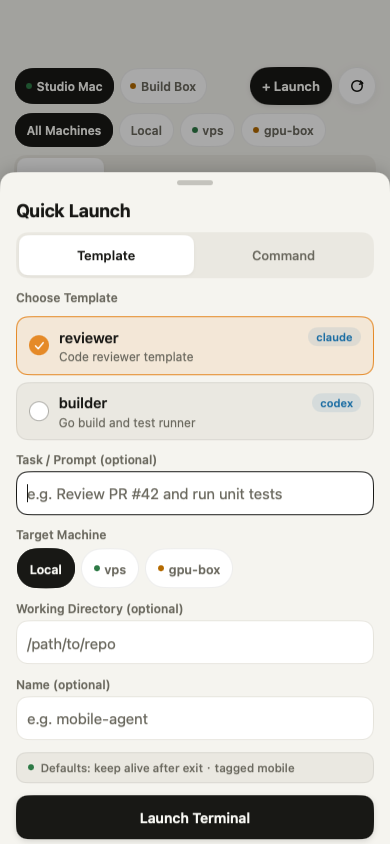 Studio Mac
Build Box
+ Launch
All Machines
Local
vps
gpu-box
Quick Launch
Template
Command
Choose Template
reviewer
claude
Code reviewer template
builder
codex
Go build and test runner
Task / Prompt (optional)
e.g. Review PR #42 and run unit tests
Target Machine
Local
vps
gpu-box
Working Directory (optional)
/path/to/repo
Name (optional)
e.g. mobile-agent
Defaults: keep alive after exit · tagged mobile
Launch Terminal